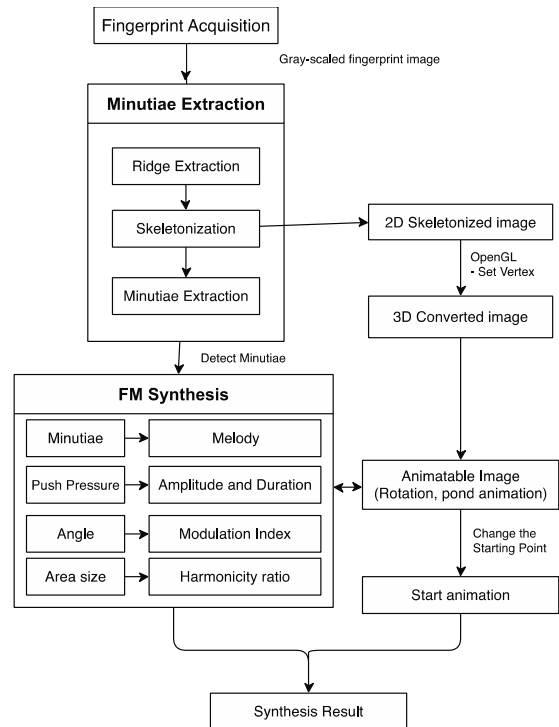 Fingerprint Acquisition
Gray-scaled fingerprint image
Minutiae Extraction
Ridge Extraction
Skeletonization
Minutiae Extraction
2D Skeletonized image
OpenGL
- Set Vertex
3D Converted image
Detect Minutiae
FM Synthesis
Minutiae
Melody
Push Pressure
Amplitude and Duration
Angle
Modulation Index
Area size
Harmonicity ratio
Animatable Image
(Rotation, pond animation)
Change the
Starting Point
Start animation
Synthesis Result